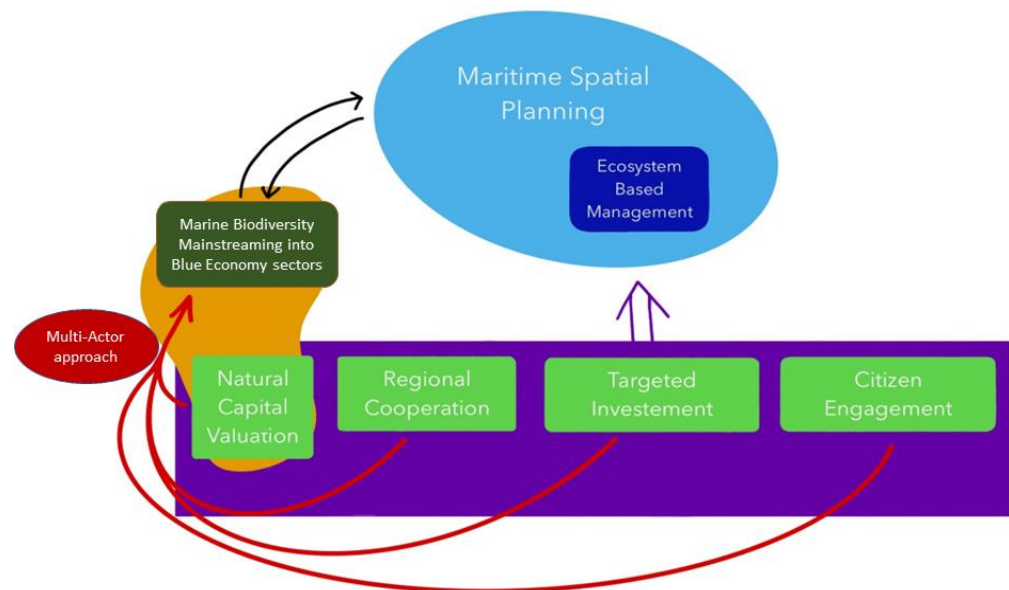 Maritime Spatial
Planning
Ecosystem
Based
Management
Marine Biodiversity
Mainstreaming into
Blue Economy sectors
Multi-Actor
approach
Natural
Capital
Valuation
Regional
Cooperation
Targeted
Investement
Citizen
Engagement